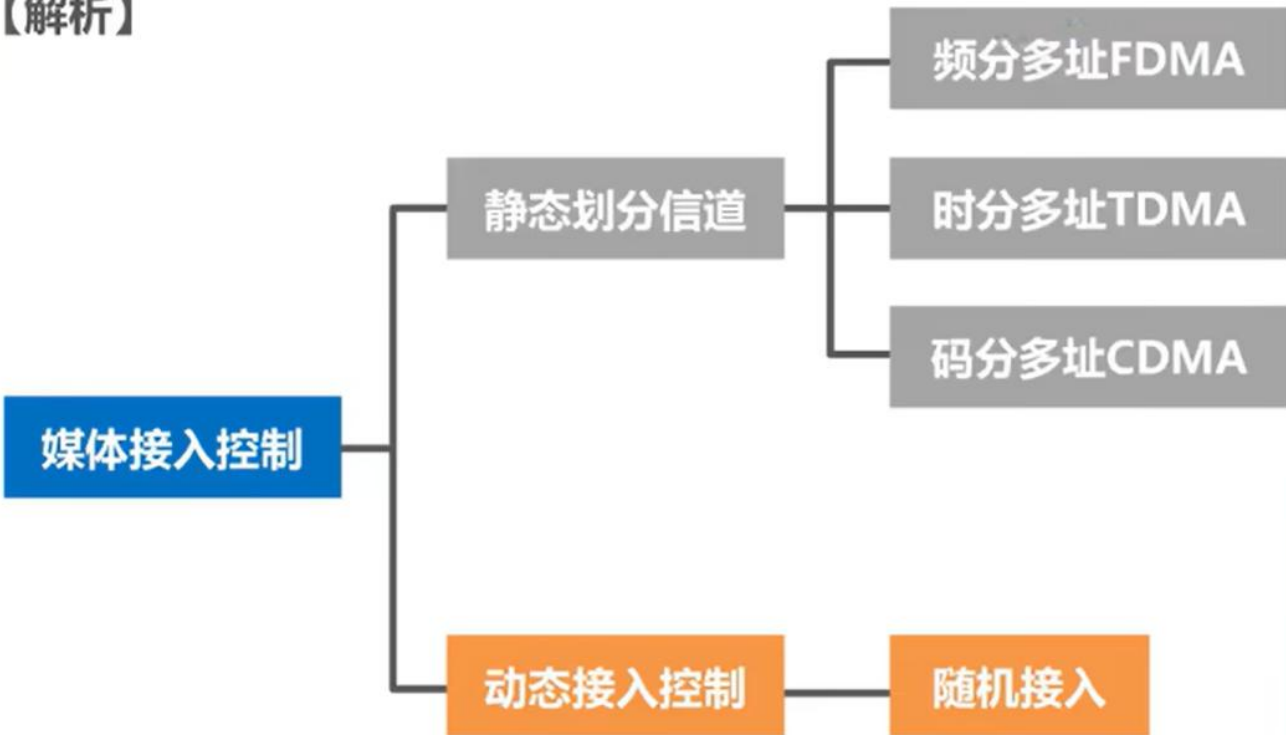 【解析】
频分多址FDMA
静态划分信道
时分多址TDMA
码分多址CDMA
媒体接入控制
动态接入控制
随机接入